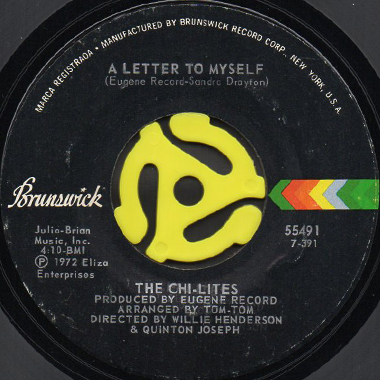 MARCA REGISTRADA • MANUFACTURED BY BRUNSWICK RECORD CORP. • NEW YORK, U.S.A.
A LETTER TO MYSELF
(Eugene Record-Sandra Drayton)
Brunswick
Julio-Brian
Music, Inc.
4:10-BMI
℗ 1972 Eliza
Enterprises
55491
7-391
THE CHI-LITES
PRODUCED BY EUGENE RECORD
ARRANGED BY TOM-TOM
DIRECTED BY WILLIE HENDERSON
& QUINTON JOSEPH